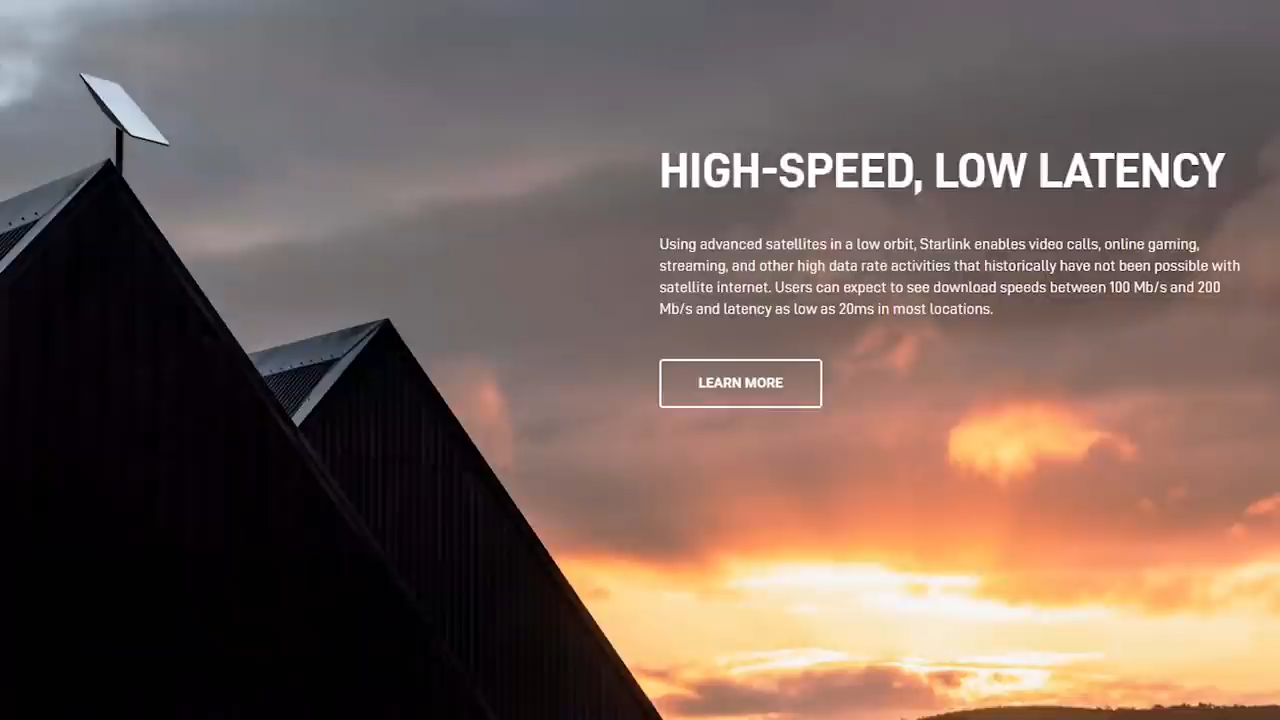 HIGH-SPEED, LOW LATENCY
Using advanced satellites in a low orbit, Starlink enables video calls, online gaming,
streaming, and other high data rate activities that historically have not been possible with
satellite internet. Users can expect to see download speeds between 100 Mb/s and 200
Mb/s and latency as low as 20ms in most locations.
LEARN MORE